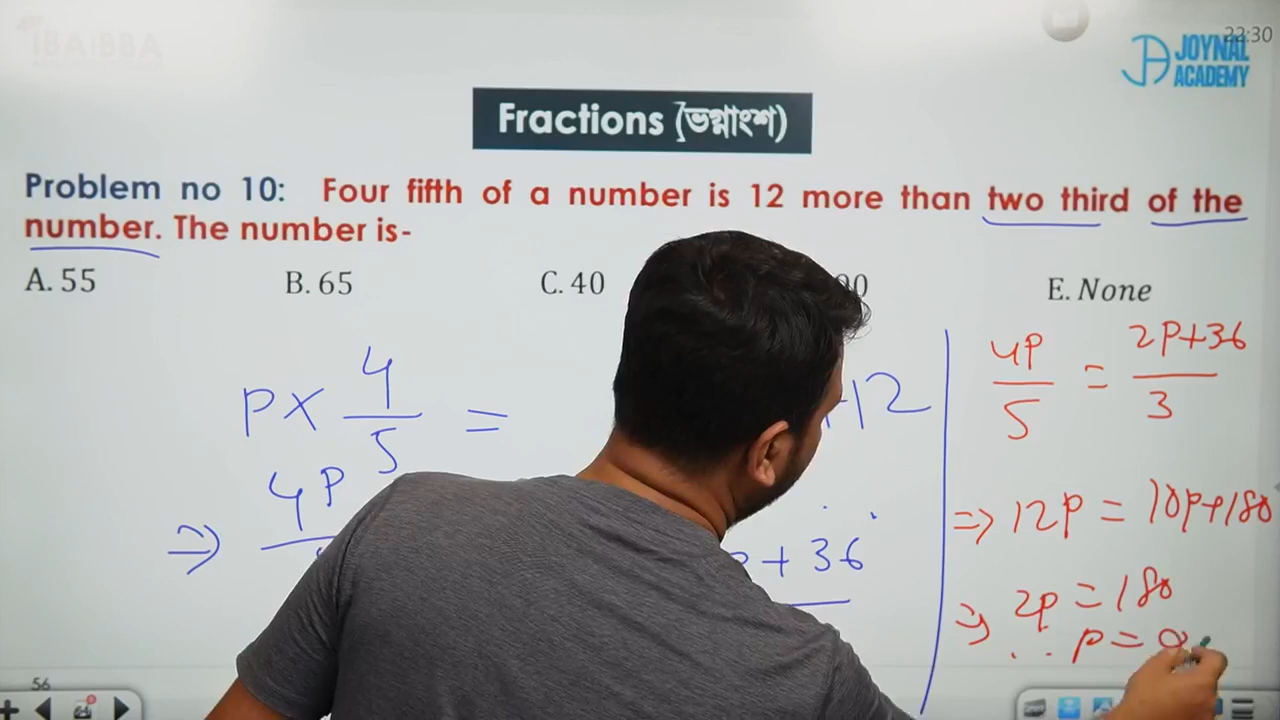 IBA|BBA
22:30
JOYNAL
ACADEMY
Fractions (ভগ্নাংশ)
Problem no 10: Four fifth of a number is 12 more than two third of the
number. The number is-
A. 55
B. 65
C. 40
E. None
P × 4/5 =
+12
⇒ 4P
+ 36
4P/5 = 2P+36/3
⇒ 12P = 10P+180
⇒ 2P = 180
∴ P =
56